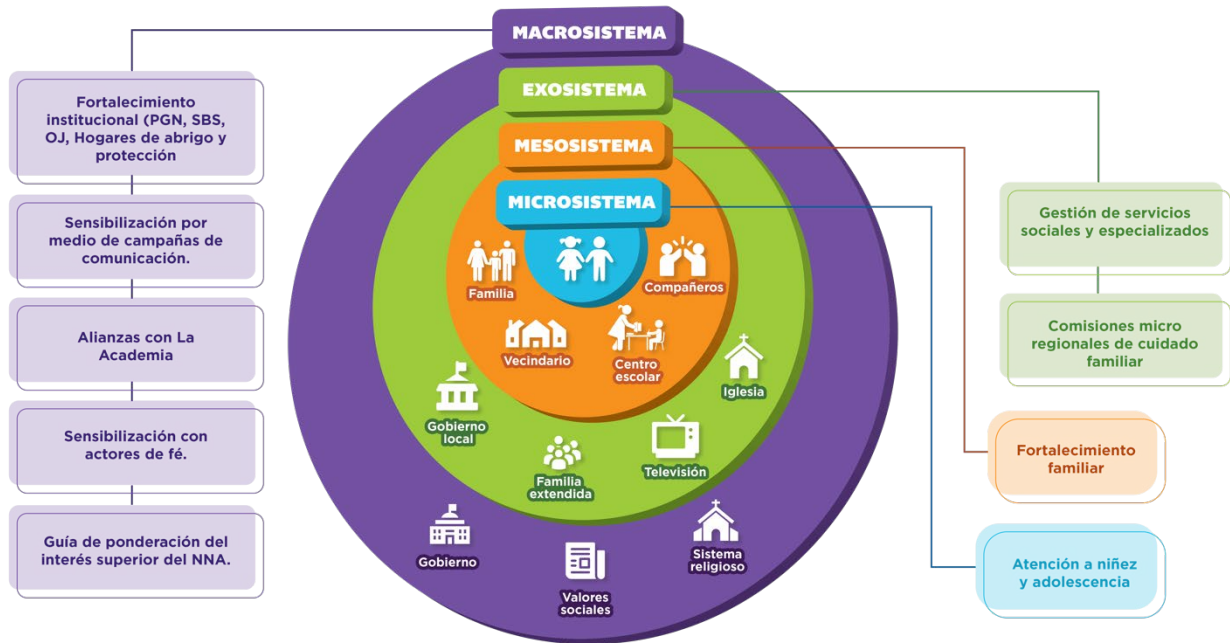 MACROSISTEMA
EXOSISTEMA
MESOSISTEMA
MICROSISTEMA
Fortalecimiento
institucional (PGN, SBS,
OJ, Hogares de abrigo y
protección
Sensibilización por
medio de campañas de
comunicación.
Alianzas con La
Academia
Sensibilización con
actores de fé.
Guía de ponderación del
interés superior del NNA.
Familia
Compañeros
Vecindario
Centro
escolar
Iglesia
Gobierno
local
Familia
extendida
Televisión
Gobierno
Valores
sociales
Sistema
religioso
Gestión de servicios
sociales y especializados
Comisiones micro
regionales de cuidado
familiar
Fortalecimiento
familiar
Atención a niñez
y adolescencia